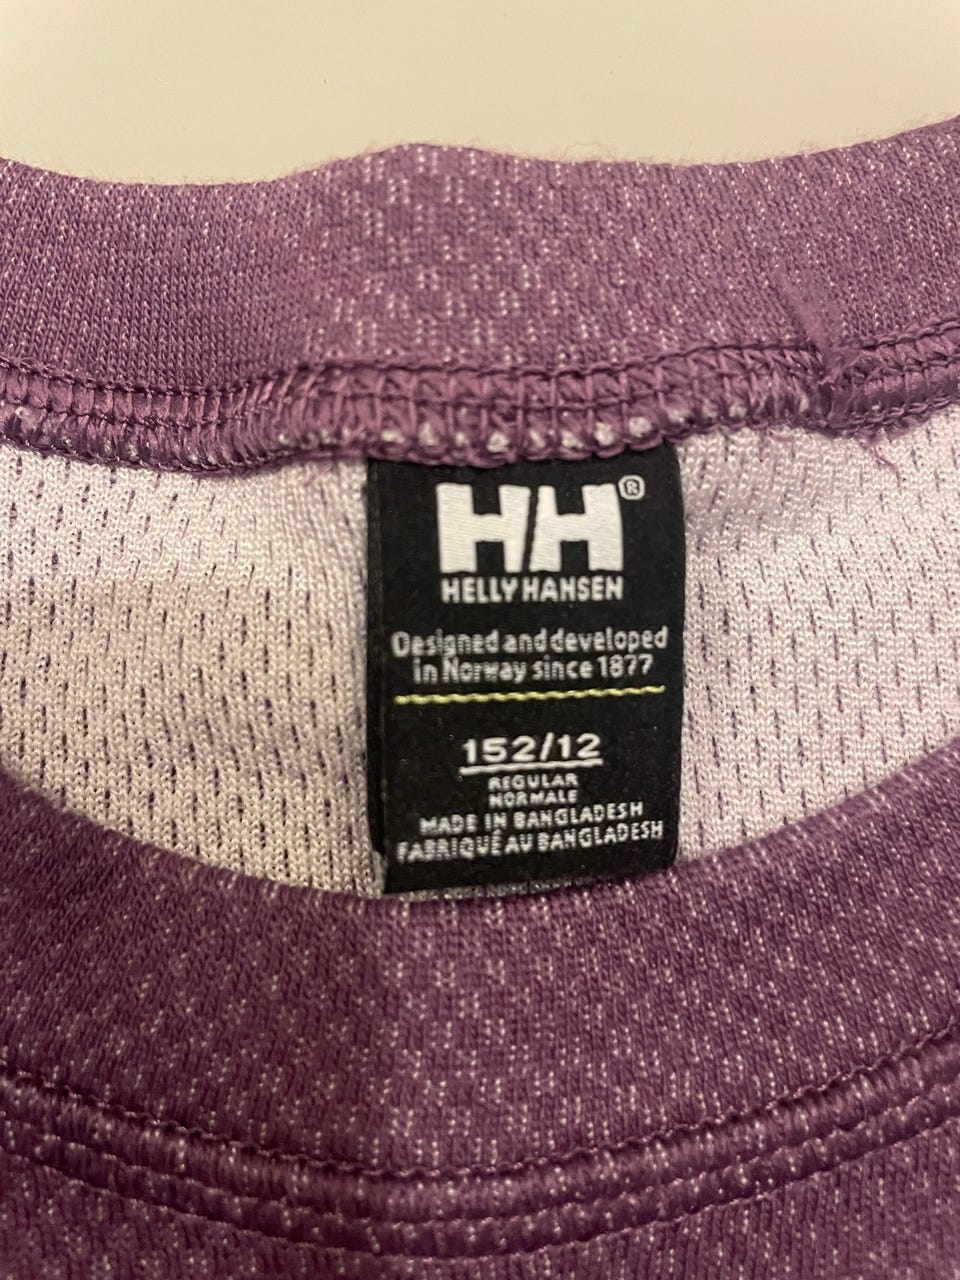 HH®
HELLY HANSEN
Designed and developed
in Norway since 1877
152/12
REGULAR
NORMALE
MADE IN BANGLADESH
FABRIQUÉ AU BANGLADESH